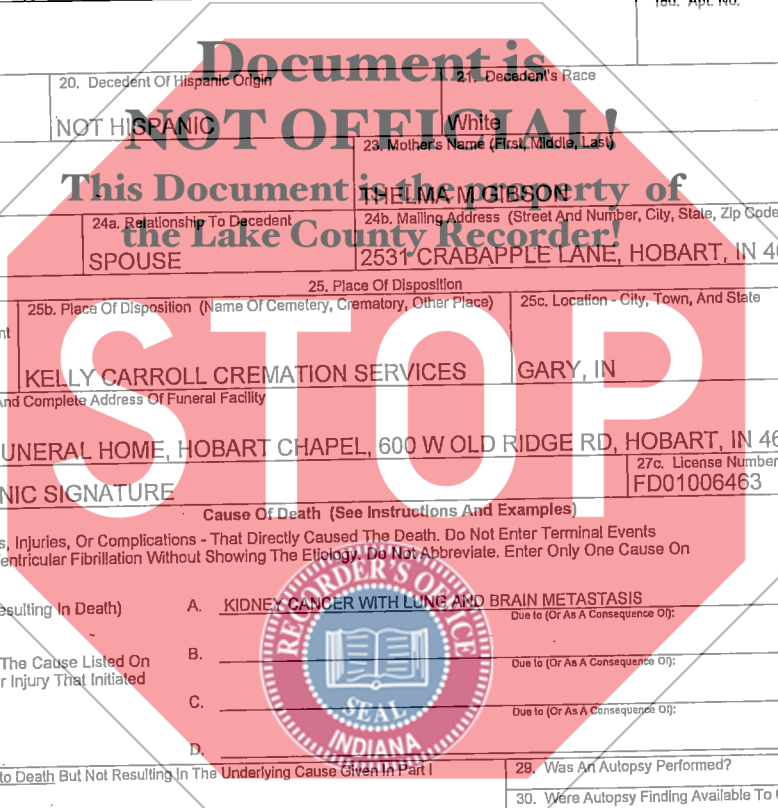 18d. Apt. No.
Document is
20. Decedent Of Hispanic Origin
21. Decedent's Race
NOT HISPANIC
White
NOT OFFICIAL!
23. Mother's Name (First, Middle, Last)
This Document is the property of
THELMA M GIBSON
24a. Relationship To Decedent
24b. Mailing Address (Street And Number, City, State, Zip Code
the Lake County Recorder!
SPOUSE
2531 CRABAPPLE LANE, HOBART, IN 46
25. Place Of Disposition
25b. Place Of Disposition (Name Of Cemetery, Crematory, Other Place)
25c. Location - City, Town, And State
nt
STOP
KELLY CARROLL CREMATION SERVICES
GARY, IN
And Complete Address Of Funeral Facility
UNERAL HOME, HOBART CHAPEL, 600 W OLD RIDGE RD, HOBART, IN 46
27c. License Number
NIC SIGNATURE
FD01006463
Cause Of Death (See Instructions And Examples)
s, Injuries, Or Complications - That Directly Caused The Death. Do Not Enter Terminal Events
entricular Fibrillation Without Showing The Etiology. Do Not Abbreviate. Enter Only One Cause On
RECORDER'S OFFICE
esulting In Death)
A. KIDNEY CANCER WITH LUNG AND BRAIN METASTASIS
Due to (Or As A Consequence Of):
The Cause Listed On
B.
Due to (Or As A Consequence Of):
r Injury That Initiated
C.
Due to (Or As A Consequence Of):
SEAL
INDIANA
D.
to Death But Not Resulting In The Underlying Cause Given In Part I
29. Was An Autopsy Performed?
30. Were Autopsy Finding Available To